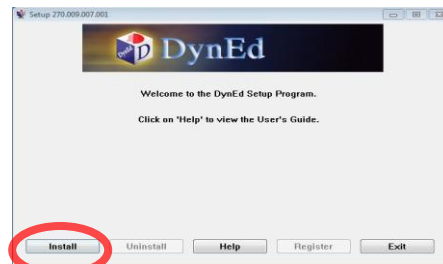 Setup 270.009.007.001
DynEd
Welcome to the DynEd Setup Program.
Click on 'Help' to view the User's Guide.
Install Uninstall Help Register Exit